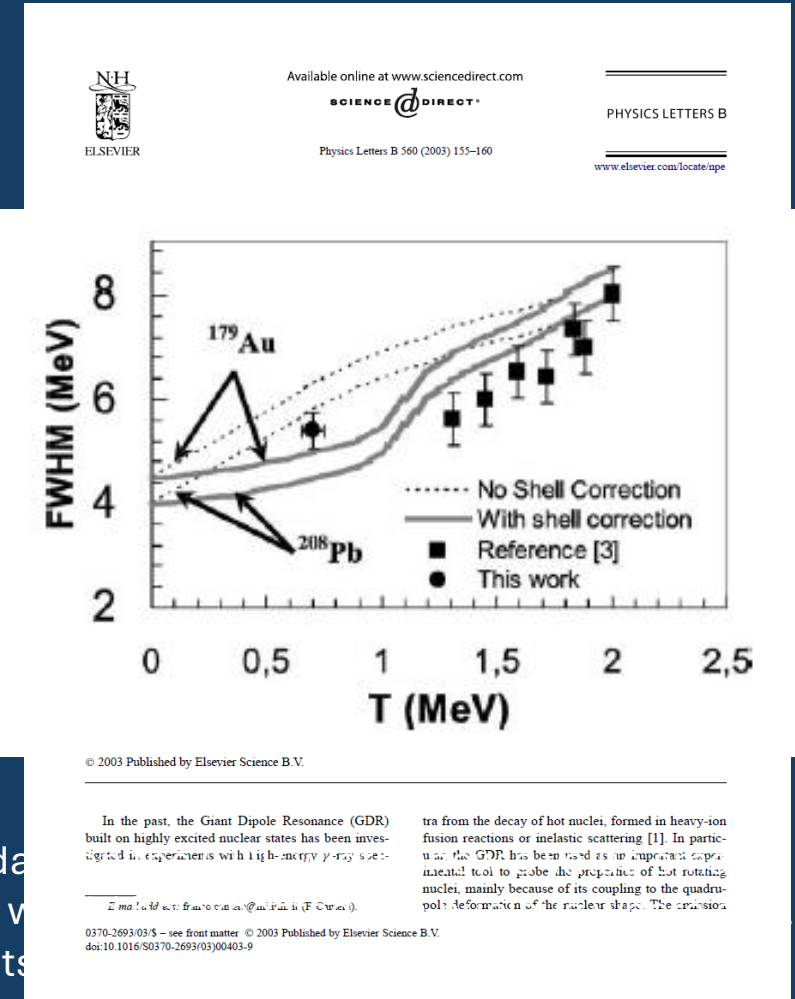 N·H
ELSEVIER
Available online at www.sciencedirect.com
SCIENCE @ DIRECT®
Physics Letters B 560 (2003) 155–160
PHYSICS LETTERS B
www.elsevier.com/locate/npe
FWHM (MeV)
8
6
4
2
179Au
208Pb
No Shell Correction
With shell correction
Reference [3]
This work
0 0,5 1 1,5 2 2,5
T (MeV)
© 2003 Published by Elsevier Science B.V.
In the past, the Giant Dipole Resonance (GDR)
built on highly excited nuclear states has been inves-
tigated in experiments with high-energy γ-ray spec-
tra from the decay of hot nuclei, formed in heavy-ion
fusion reactions or inelastic scattering [1]. In partic-
ular, the GDR has been used as an important exper-
imental tool to probe the properties of hot rotating
nuclei, mainly because of its coupling to the quadru-
pole deformation of the nuclear shape. The emission
E-mail address: (F.
0370-2693/03/$ – see front matter © 2003 Published by Elsevier Science B.V.
doi:10.1016/S0370-2693(03)00403-9
da
w
ts